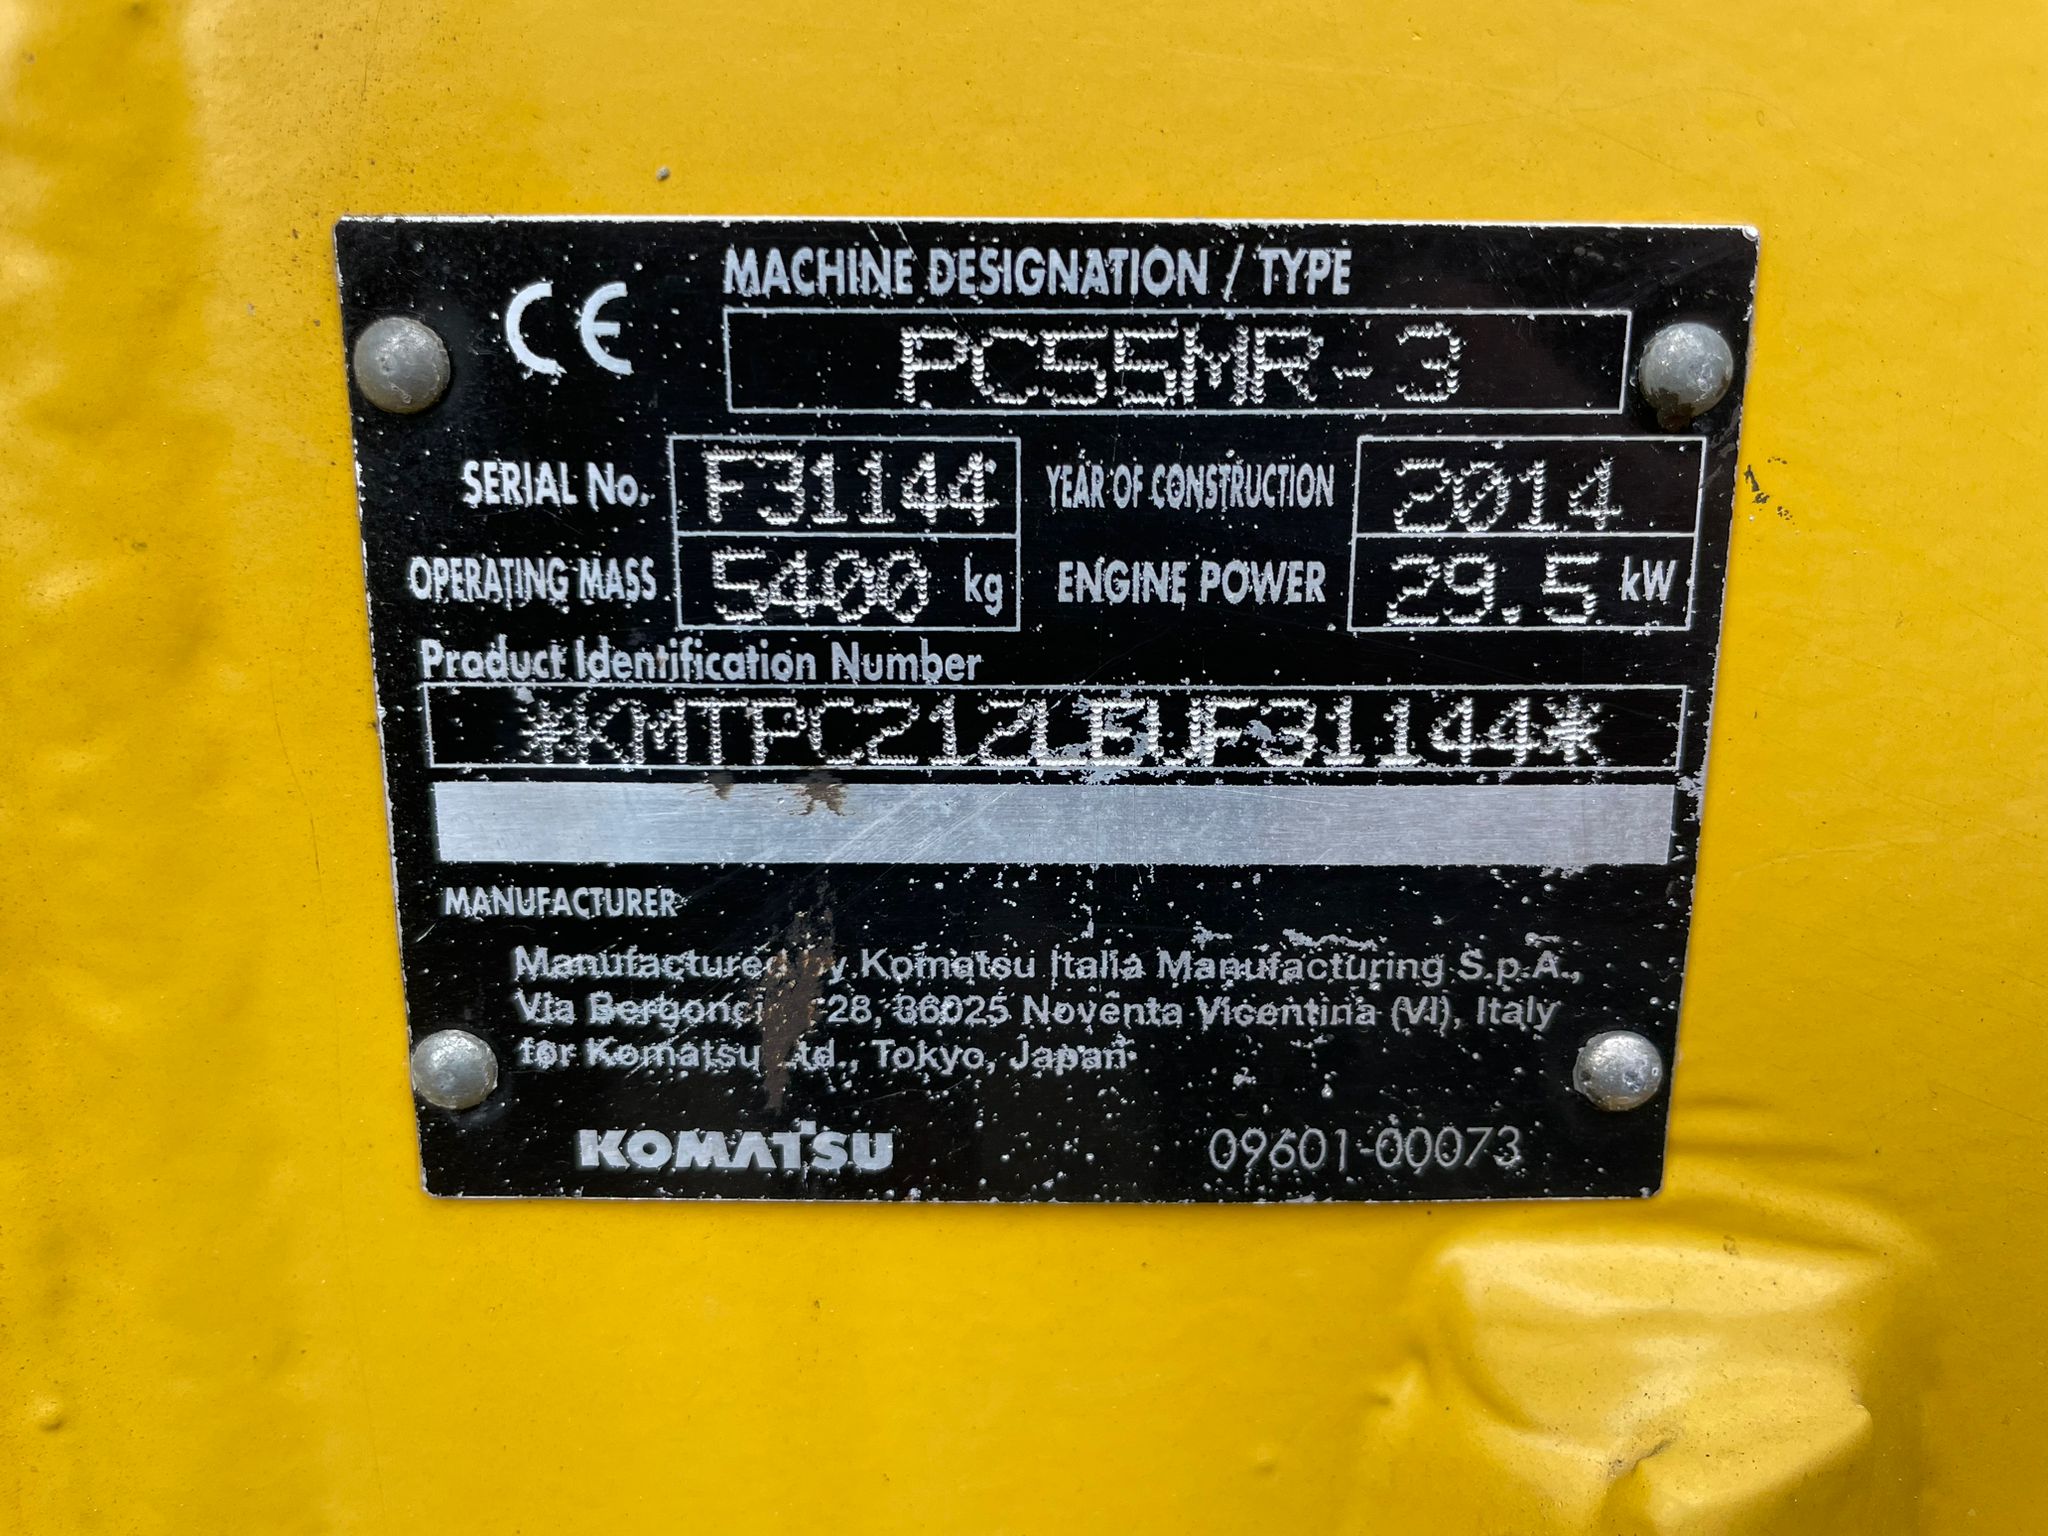 CE
MACHINE DESIGNATION / TYPE
PC55MR-3
SERIAL No. F31144 YEAR OF CONSTRUCTION 2014
OPERATING MASS 5400 kg ENGINE POWER 29.5 kW
Product Identification Number
MANUFACTURER
Manufactured by Komatsu Italia Manufacturing S.p.A.,
Via 28, 36025 Noventa Vicentina (VI), Italy
for Komatsu Ltd., Tokyo, Japan
KOMATSU 09601-00073